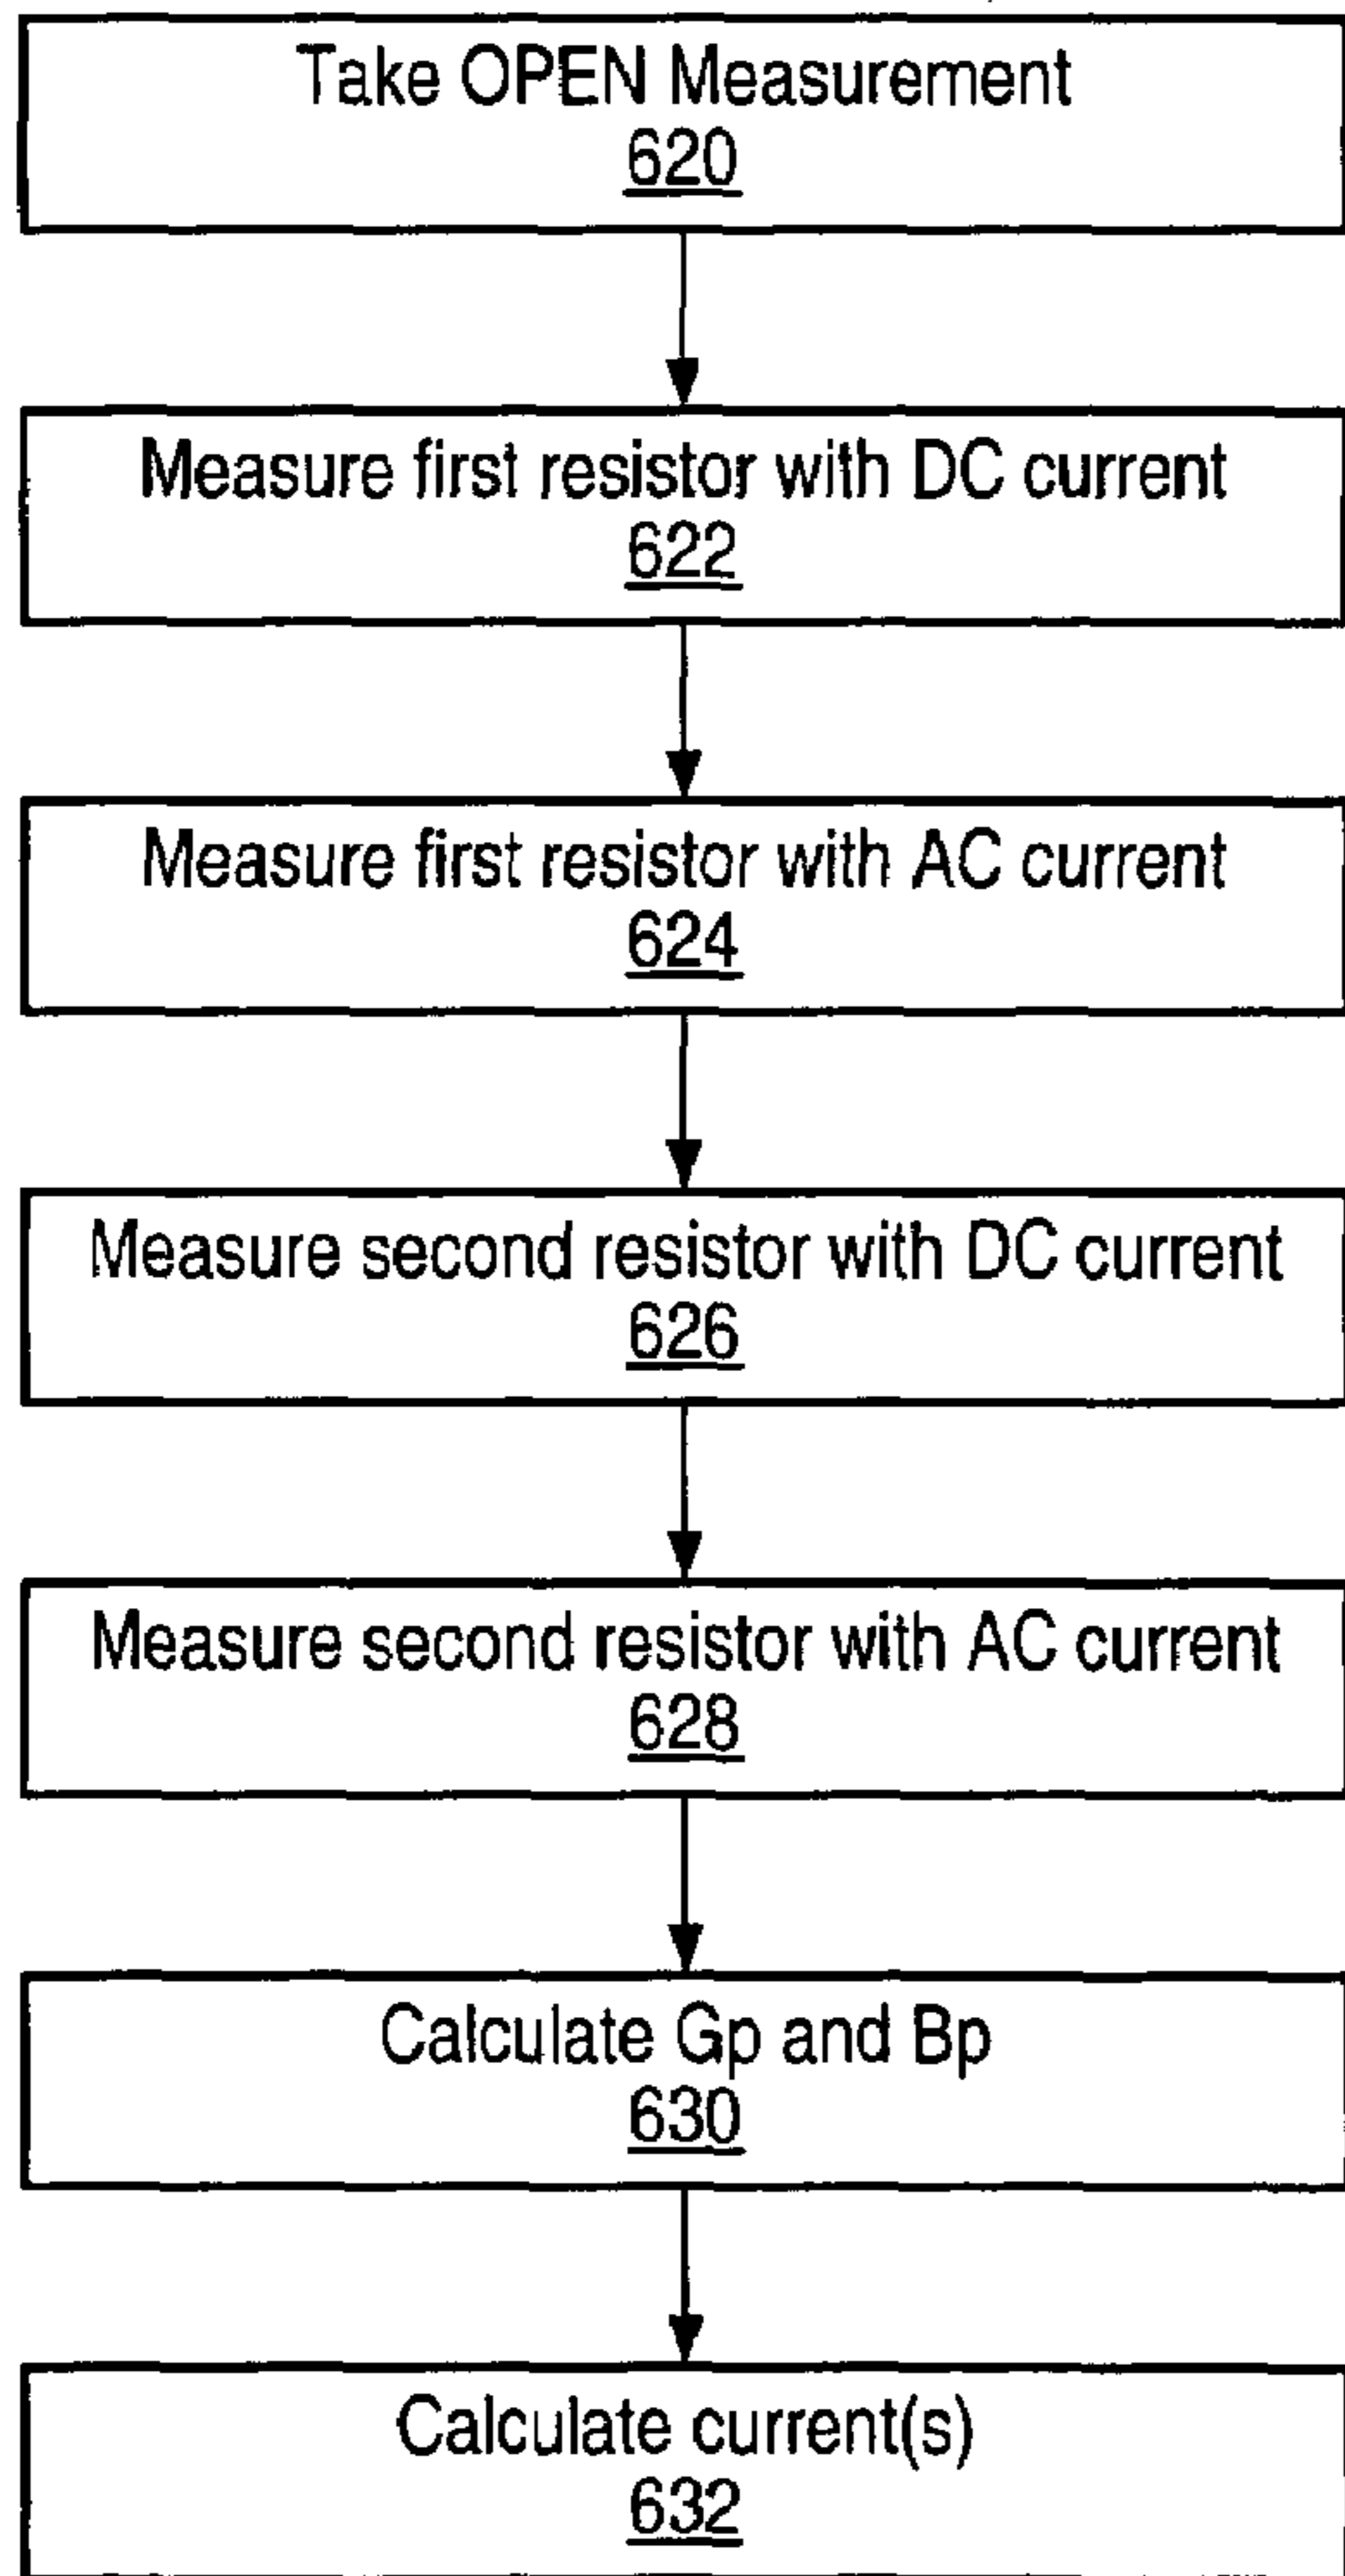 Take OPEN Measurement
620
Measure first resistor with DC current
622
Measure first resistor with AC current
624
Measure second resistor with DC current
626
Measure second resistor with AC current
628
Calculate Gp and Bp
630
Calculate current(s)
632